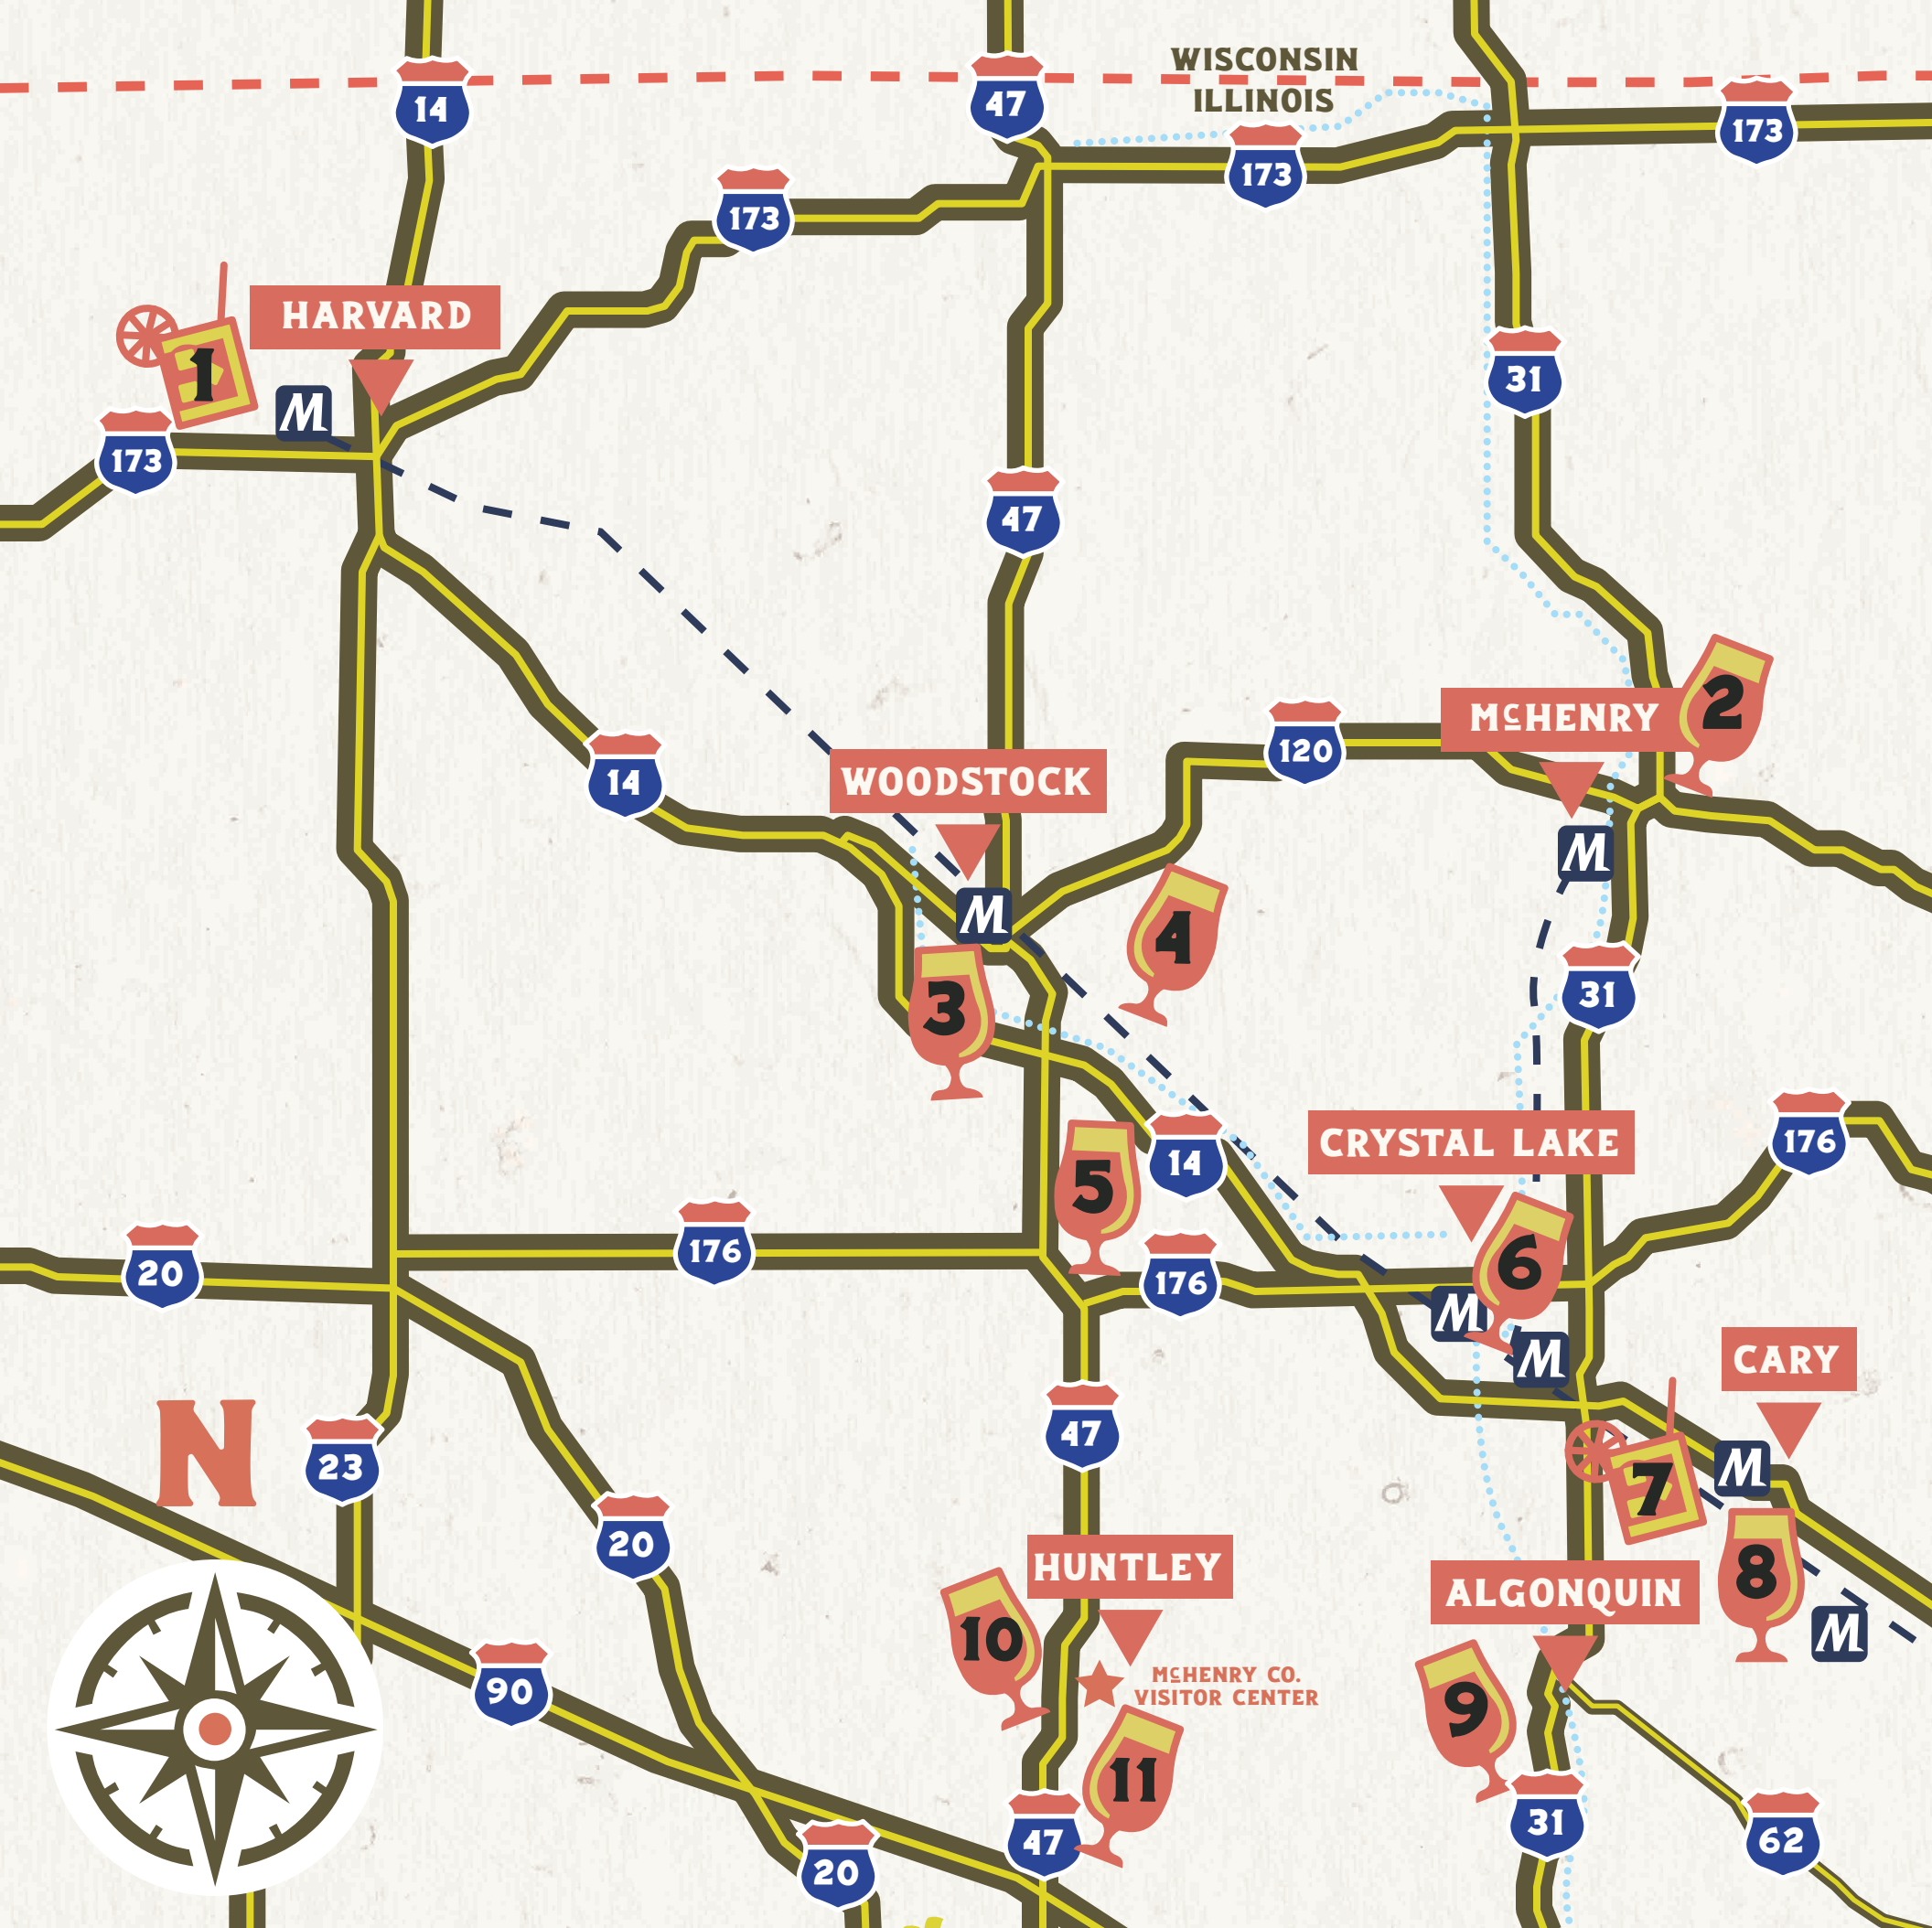 WISCONSIN
ILLINOIS
14
47
173
173
173
HARVARD
1
M
173
31
47
2
MCHENRY
120
WOODSTOCK
14
M
M
4
3
31
CRYSTAL LAKE
176
5
14
176
20
176
6
M
M
CARY
N
23
47
M
7
20
HUNTLEY
8
ALGONQUIN
M
10
90
MCHENRY CO.
VISITOR CENTER
9
11
47
31
62
20